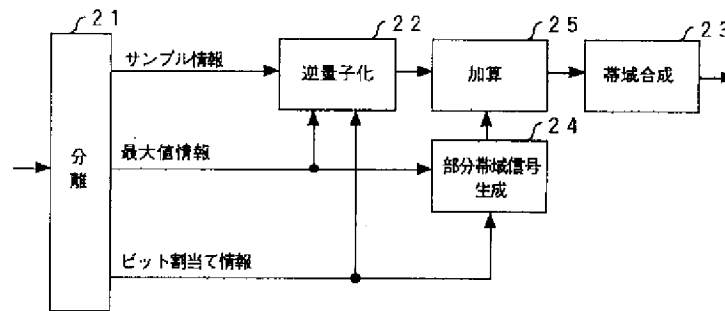 21
22
25
23
サンプル情報
逆量子化
加算
帯域合成
24
分離
最大値情報
部分帯域信号
生成
ビット割当て情報